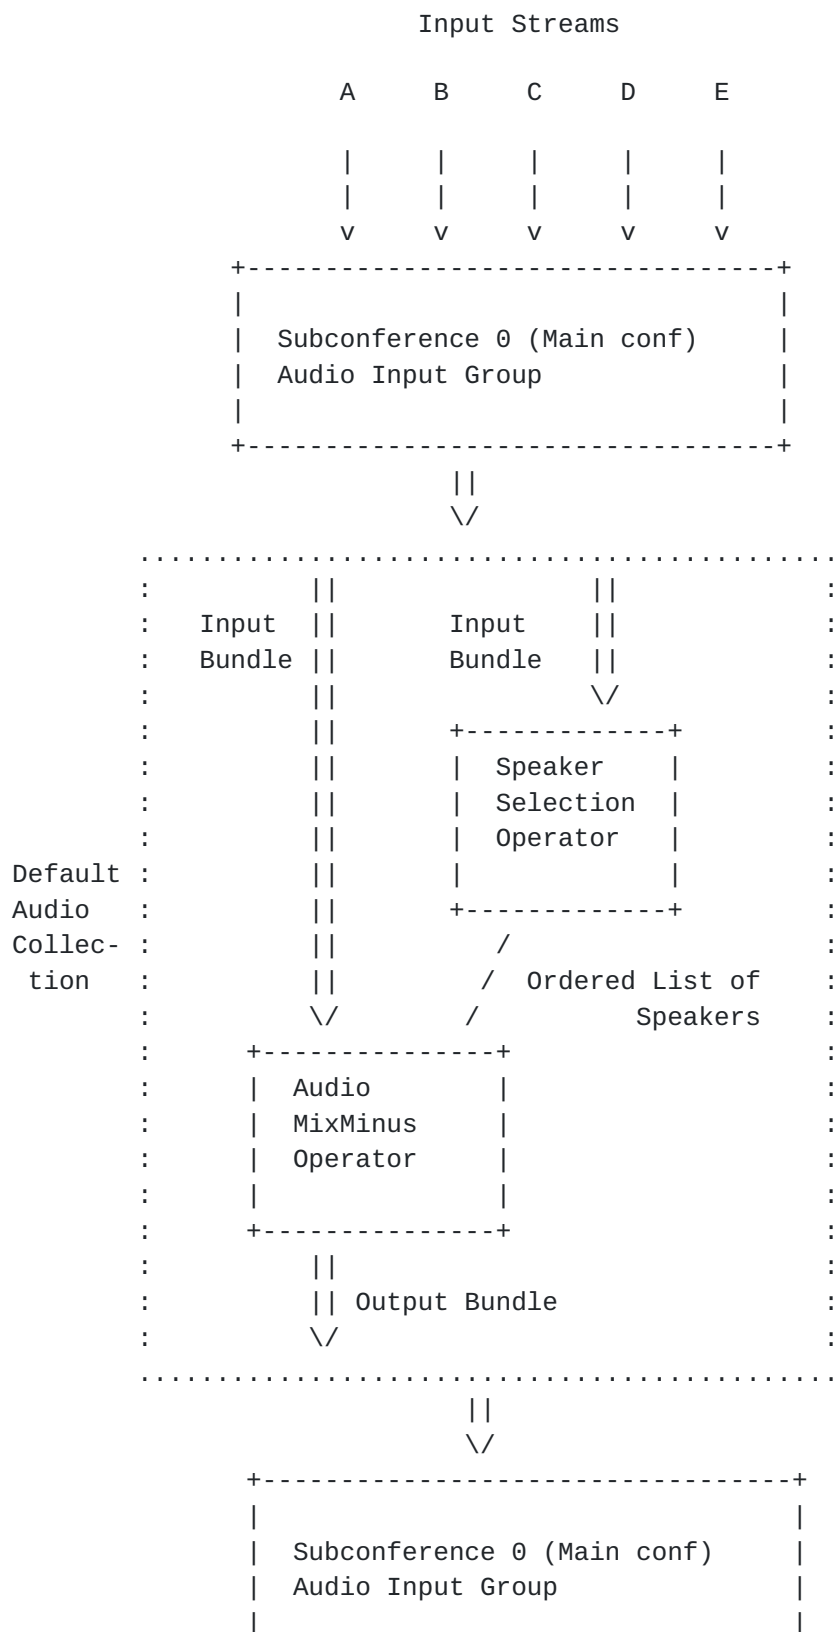 Input Streams
A B C D E
| | | | |
| | | | |
v v v v v
+----------------------------------+
| |
| Subconference 0 (Main conf) |
| Audio Input Group |
| |
+----------------------------------+
||
\/
.............................................
: || || :
: Input || Input || :
: Bundle || Bundle || :
: || \/ :
: || +-------------+ :
: || | Speaker | :
: || | Selection | :
: || | Operator | :
Default : || | | :
Audio : || +-------------+ :
Collec- : || / :
tion : || / Ordered List of :
: \/ / Speakers :
: +---------------+ :
: | Audio | :
: | MixMinus | :
: | Operator | :
: | | :
: +---------------+ :
: || :
: || Output Bundle :
: \/ :
.............................................
||
\/
+----------------------------------+
| |
| Subconference 0 (Main conf) |
| Audio Input Group |
| |